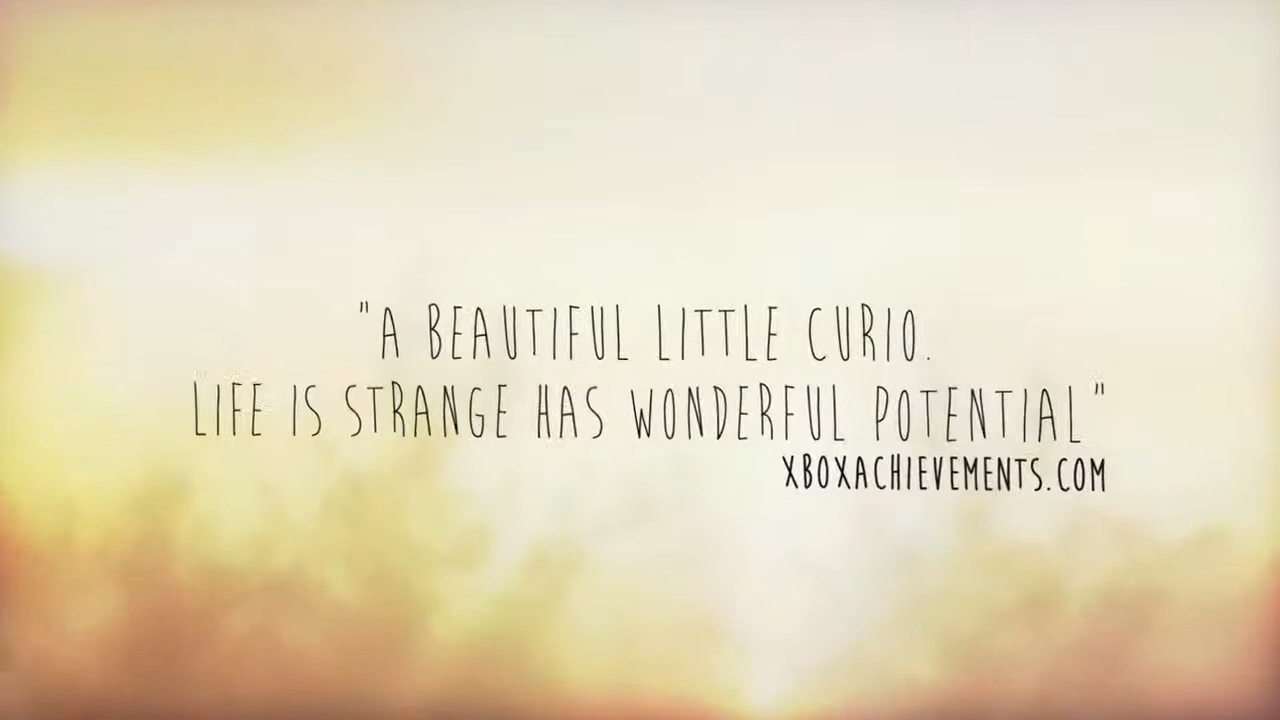 "A BEAUTIFUL LITTLE CURIO.
LIFE IS STRANGE HAS WONDERFUL POTENTIAL"
XBOXACHIEVEMENTS.COM